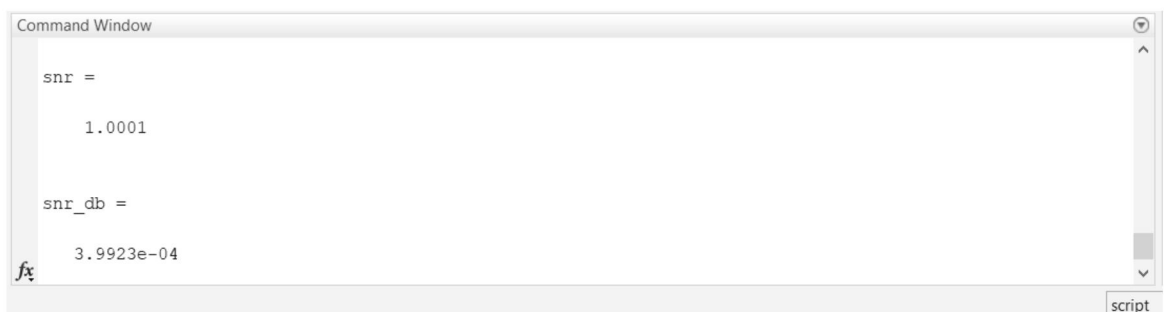 Command Window
snr =
1.0001
snr_db =
3.9923e-04
fx
script